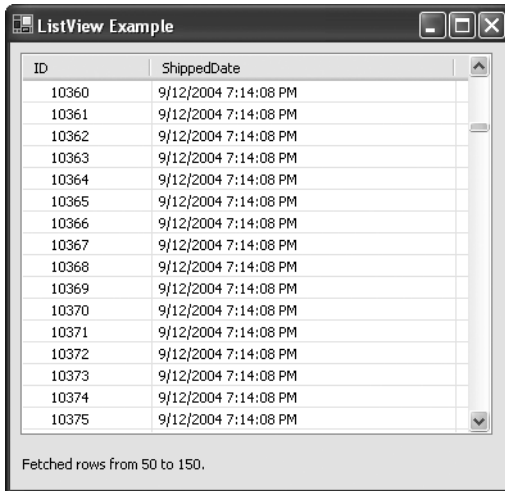 ListView Example
ID ShippedDate
10360 9/12/2004 7:14:08 PM
10361 9/12/2004 7:14:08 PM
10362 9/12/2004 7:14:08 PM
10363 9/12/2004 7:14:08 PM
10364 9/12/2004 7:14:08 PM
10365 9/12/2004 7:14:08 PM
10366 9/12/2004 7:14:08 PM
10367 9/12/2004 7:14:08 PM
10368 9/12/2004 7:14:08 PM
10369 9/12/2004 7:14:08 PM
10370 9/12/2004 7:14:08 PM
10371 9/12/2004 7:14:08 PM
10372 9/12/2004 7:14:08 PM
10373 9/12/2004 7:14:08 PM
10374 9/12/2004 7:14:08 PM
10375 9/12/2004 7:14:08 PM
Fetched rows from 50 to 150.